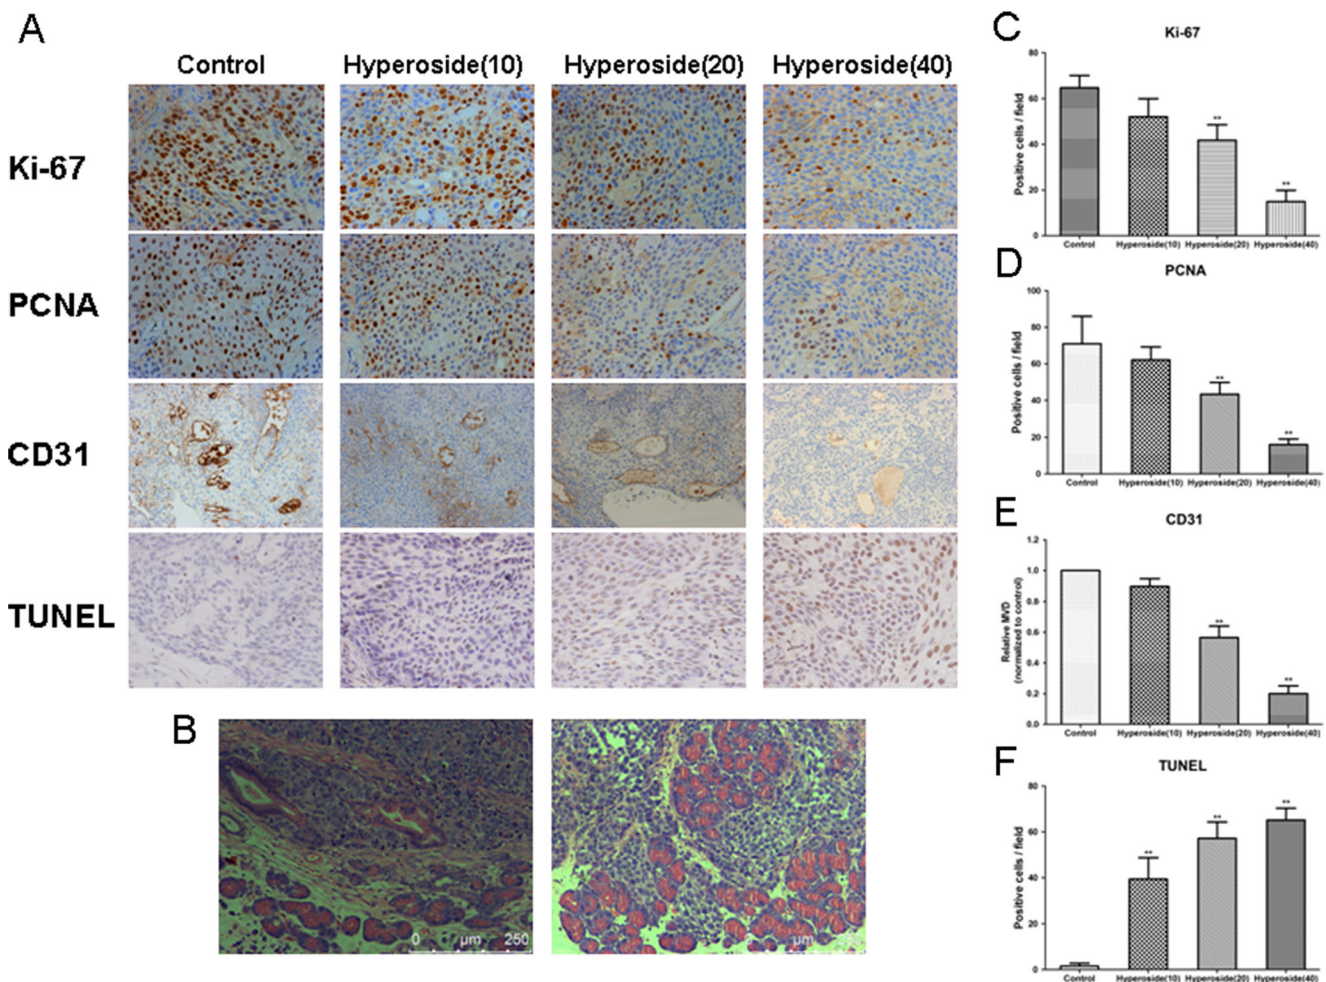 A
Control Hyperoside(10) Hyperoside(20) Hyperoside(40)
Ki-67
PCNA
CD31
TUNEL
B
0 µm 250
µm
C
Ki-67
Positive cells / field
80
60
40
20
0
Control Hyperoside(10) Hyperoside(20) Hyperoside(40)
**
**
D
PCNA
Positive cells / field
100
80
60
40
20
0
Control Hyperoside(10) Hyperoside(20) Hyperoside(40)
**
**
E
CD31
Relative MVD
(normalized to control)
1.2
1.0
0.8
0.6
0.4
0.2
0.0
Control Hyperoside(10) Hyperoside(20) Hyperoside(40)
**
**
F
TUNEL
Positive cells / field
80
60
40
20
0
Control Hyperoside(10) Hyperoside(20) Hyperoside(40)
**
**
**